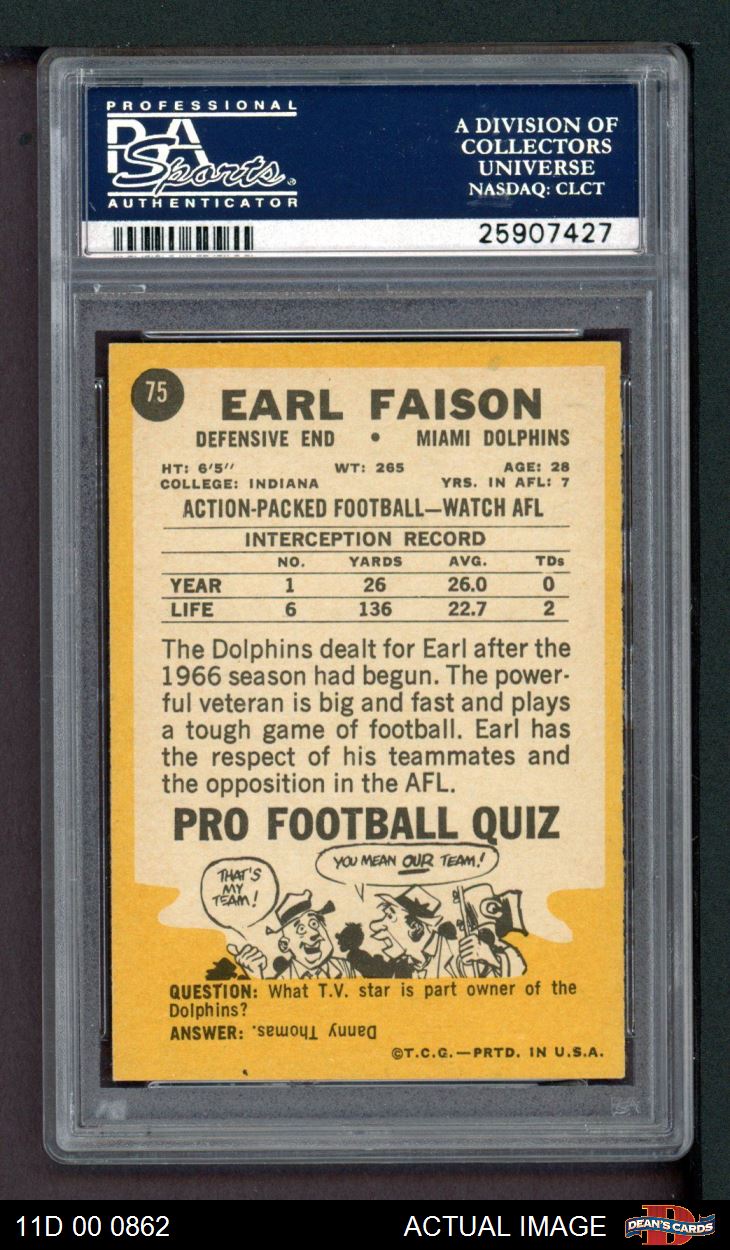 PROFESSIONAL
PSA
Sports
AUTHENTICATOR
A DIVISION OF
COLLECTORS
UNIVERSE
NASDAQ: CLCT
25907427
75
EARL FAISON
DEFENSIVE END • MIAMI DOLPHINS
HT: 6'5" WT: 265 AGE: 28
COLLEGE: INDIANA YRS. IN AFL: 7
ACTION-PACKED FOOTBALL—WATCH AFL
INTERCEPTION RECORD
NO. YARDS AVG. TDs
YEAR 1 26 26.0 0
LIFE 6 136 22.7 2
The Dolphins dealt for Earl after the
1966 season had begun. The power-
ful veteran is big and fast and plays
a tough game of football. Earl has
the respect of his teammates and
the opposition in the AFL.
PRO FOOTBALL QUIZ
THAT'S
MY
TEAM!
YOU MEAN OUR TEAM!
QUESTION: What T.V. star is part owner of the
Dolphins?
ANSWER: Danny Thomas.
©T.C.G.—PRTD. IN U.S.A.
11D 00 0862
ACTUAL IMAGE
DEAN'S CARDS